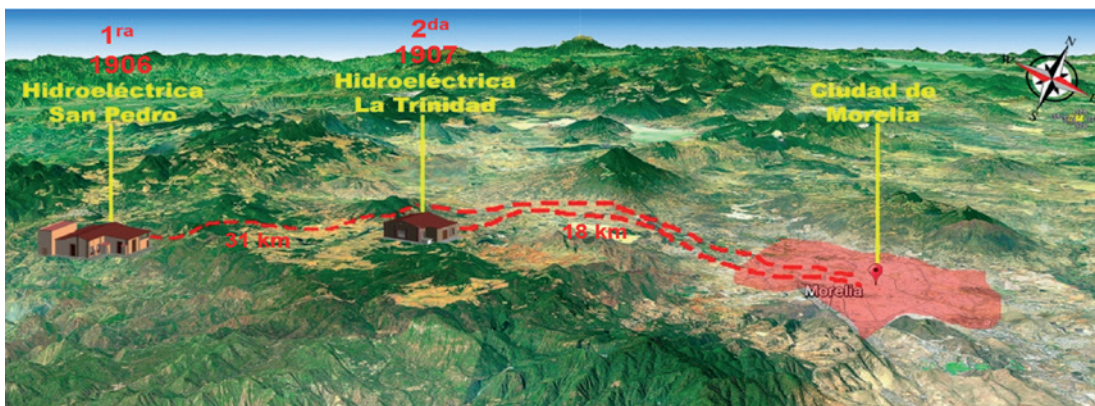 1ra
1906
Hidroeléctrica
San Pedro
2da
1907
Hidroeléctrica
La Trinidad
Ciudad de
Morelia
N
S
31 km
18 km
Morelia